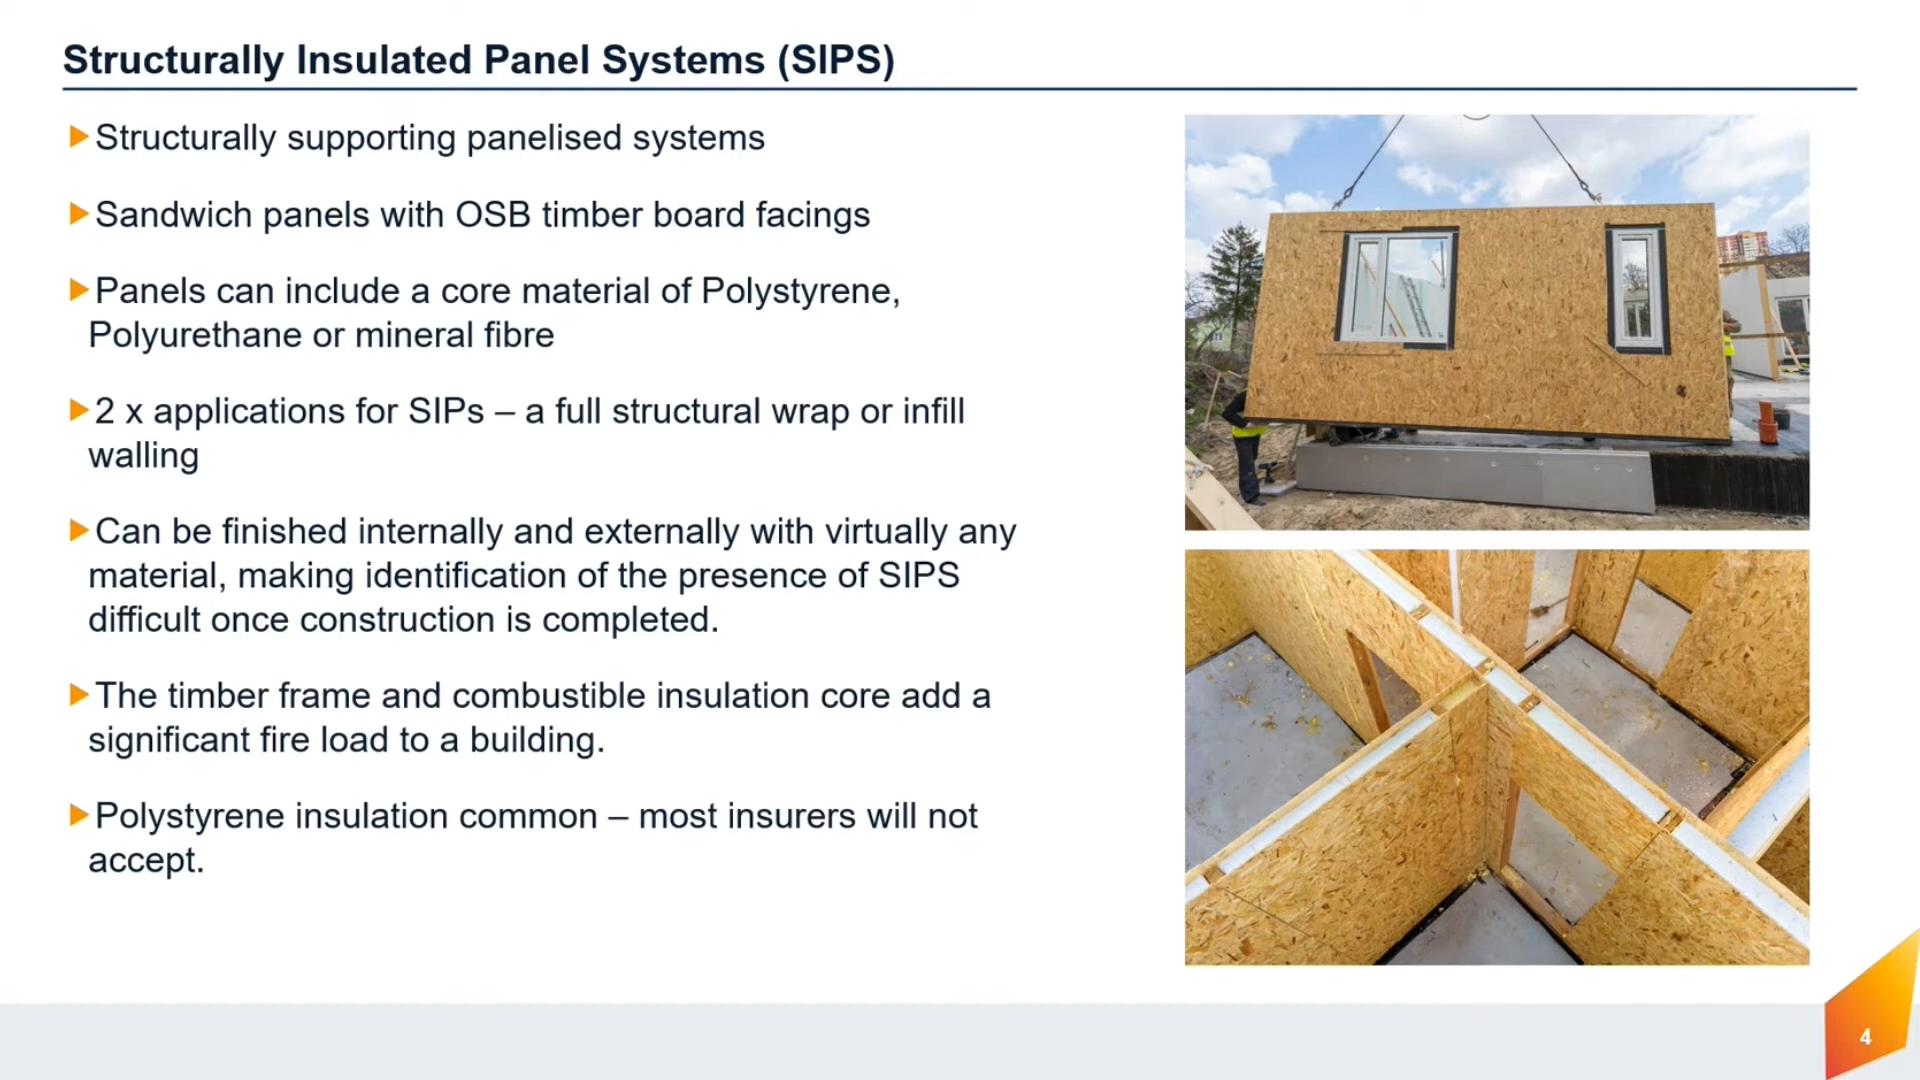 Structurally Insulated Panel Systems (SIPS)
Structurally supporting panelised systems
Sandwich panels with OSB timber board facings
Panels can include a core material of Polystyrene,
Polyurethane or mineral fibre
2 x applications for SIPs – a full structural wrap or infill
walling
Can be finished internally and externally with virtually any
material, making identification of the presence of SIPS
difficult once construction is completed.
The timber frame and combustible insulation core add a
significant fire load to a building.
Polystyrene insulation common – most insurers will not
accept.
4